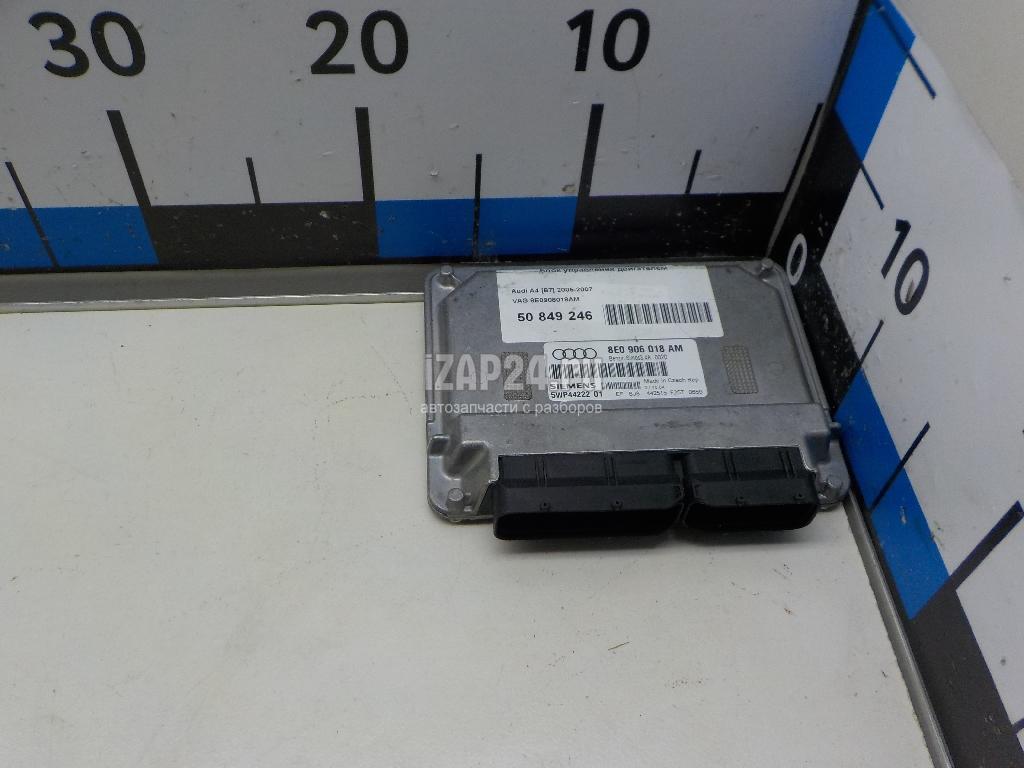 30 20 10
0
10
Блок управления двигателем
Audi A4 [B7] 2005-2007
VAG 8E0906018AM
50 849 246
8E0 906 018 AM
iZAP24
SIEMENS
Made in Czech Rep.
5WP44222 01
автозапчасти с разборов